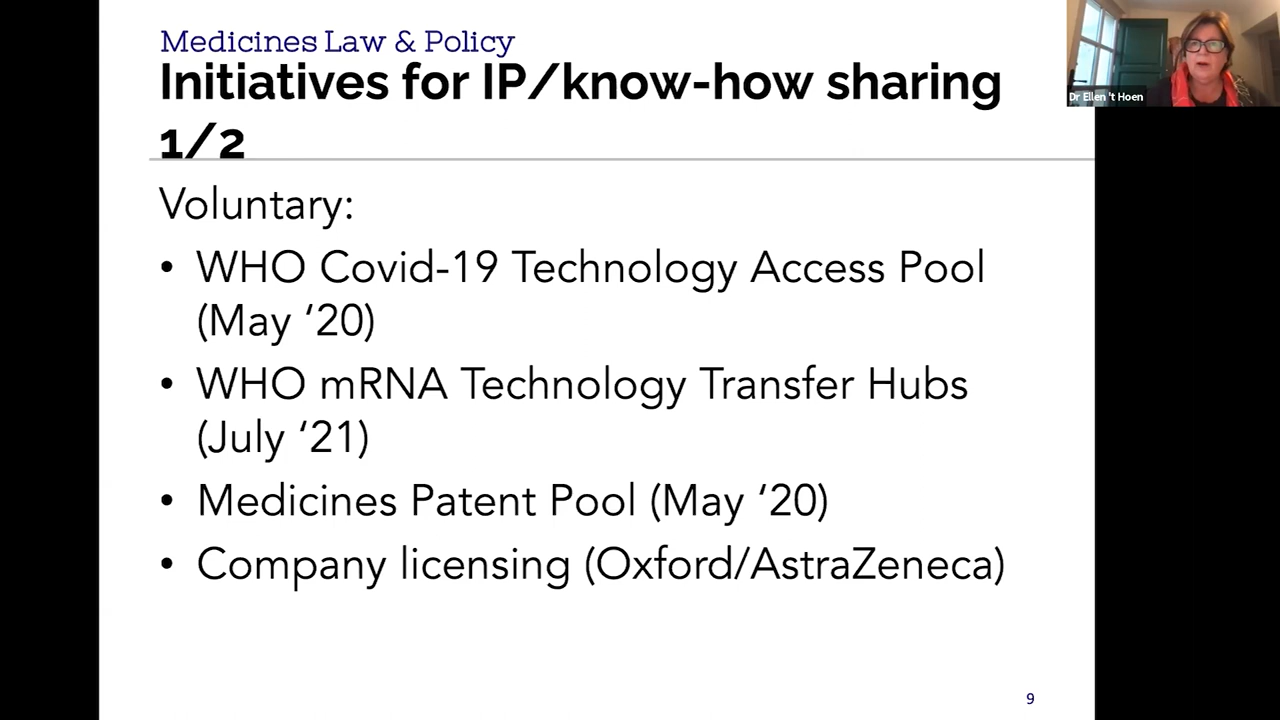 Medicines Law & Policy
Initiatives for IP/know-how sharing
1/2
Voluntary:
• WHO Covid-19 Technology Access Pool
(May ‘20)
• WHO mRNA Technology Transfer Hubs
(July ‘21)
• Medicines Patent Pool (May ‘20)
• Company licensing (Oxford/AstraZeneca)
9
Dr Ellen 't Hoen